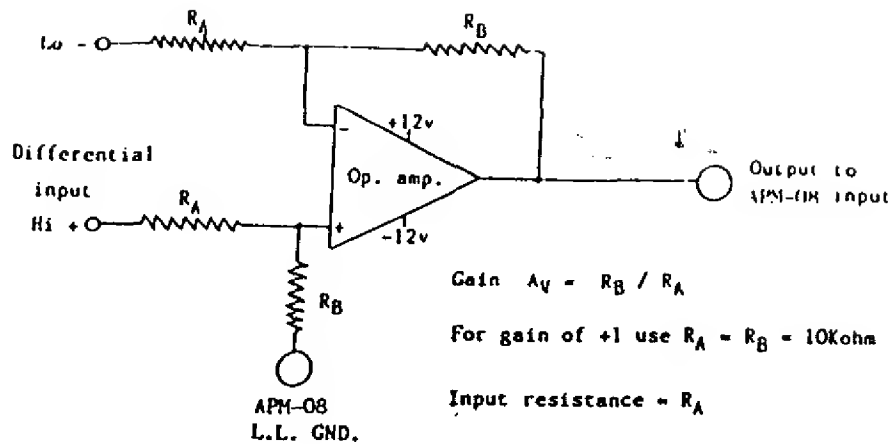 R_A
R_B
Lo -
+12v
-
Differential
input
Op. amp.
Output to
APM-08 input
R_A
Hi +
+
-12v
R_B
Gain A_V = R_B / R_A
For gain of +1 use R_A = R_B = 10Kohm
APM-08
L.L. GND.
Input resistance = R_A